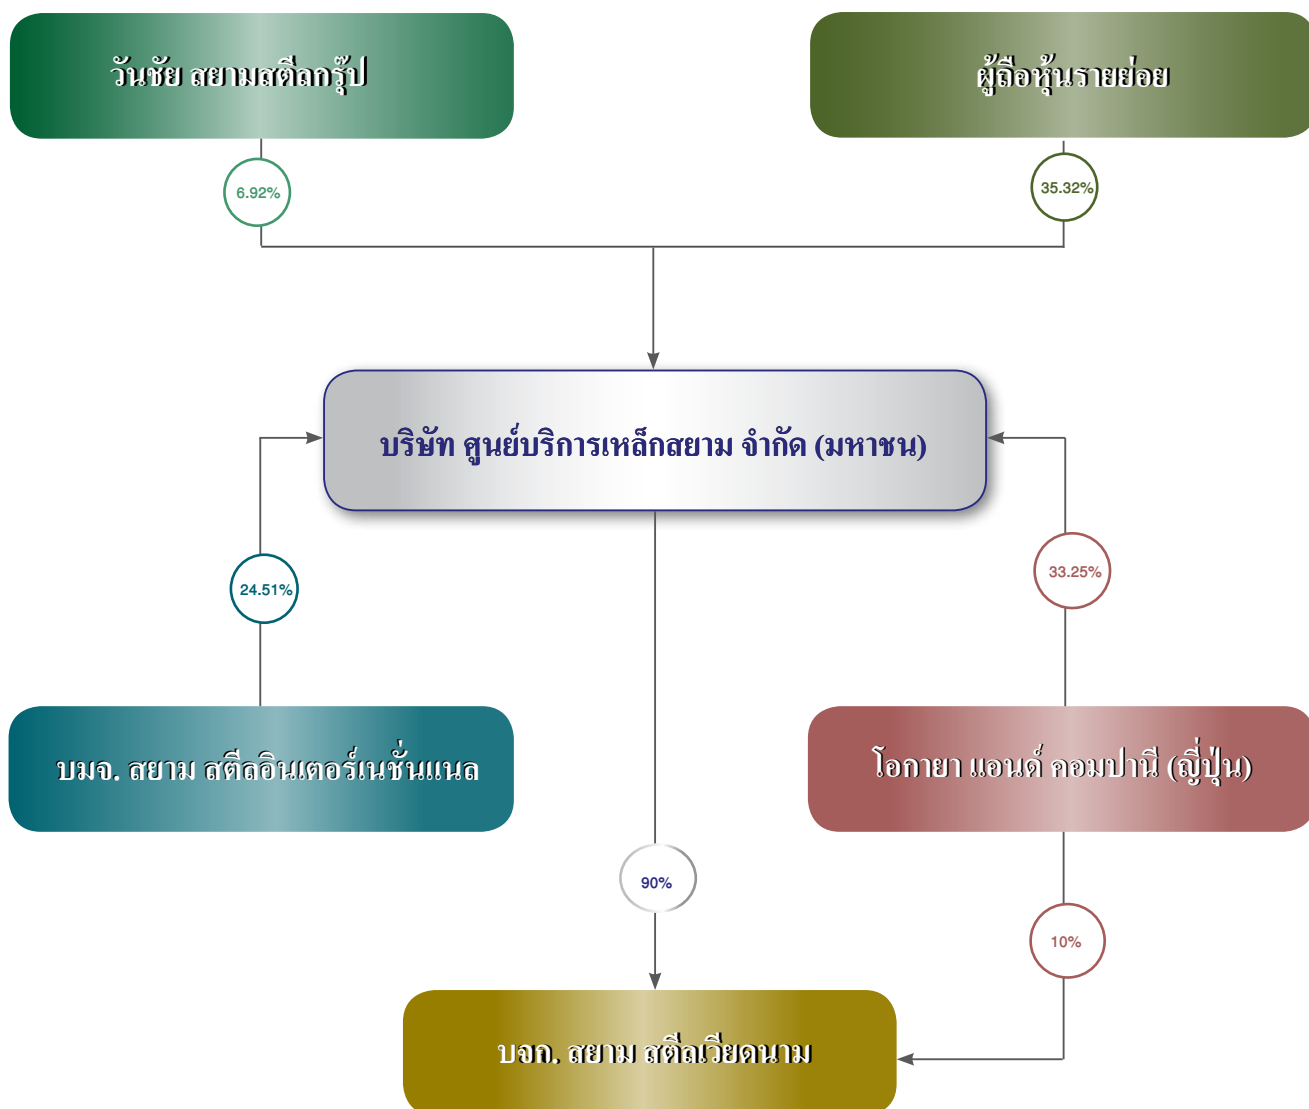 วันชัย สยามสตีลกรุ๊ป
ผู้ถือหุ้นรายย่อย
6.92%
35.32%
บริษัท ศูนย์บริการเหล็กสยาม จำกัด (มหาชน)
24.51%
33.25%
บมจ. สยาม สตีลอินเตอร์เนชั่นแนล
โอกายา แอนด์ คอมปานี (ญี่ปุ่น)
90%
10%
บจก. สยาม สตีลเวียดนาม